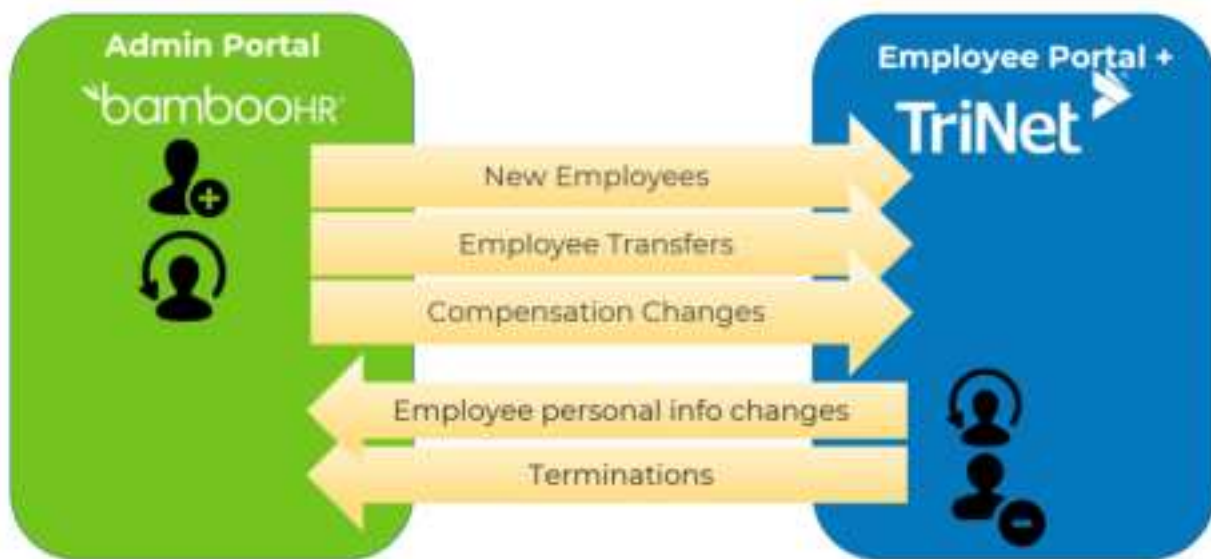 Admin Portal
bambooHR®
Employee Portal +
TriNet
New Employees
Employee Transfers
Compensation Changes
Employee personal info changes
Terminations